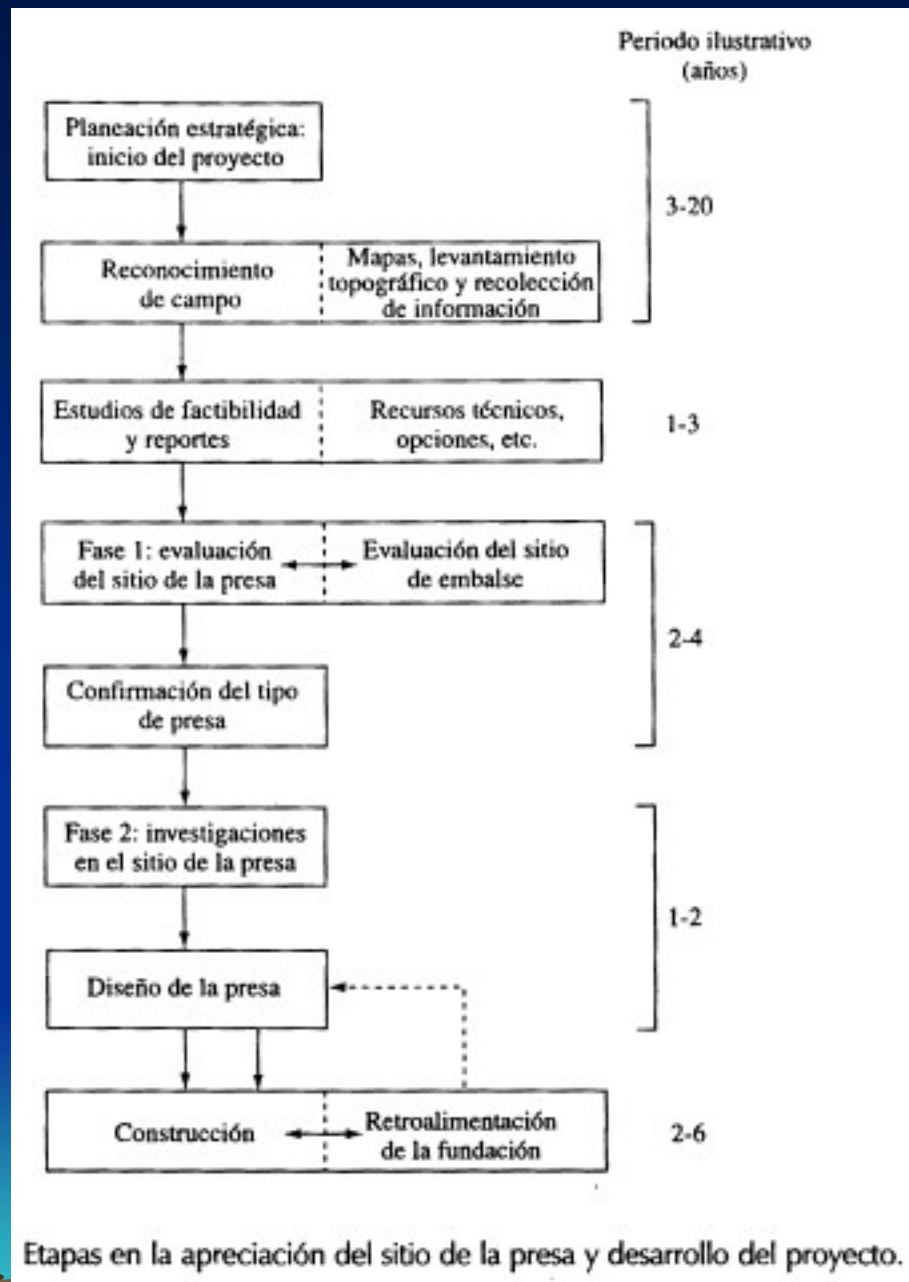 Periodo ilustrativo
(años)
Planeación estratégica:
inicio del proyecto
3-20
Reconocimiento
de campo
Mapas, levantamiento
topográfico y recolección
de información
Estudios de factibilidad
y reportes
Recursos técnicos,
opciones, etc.
1-3
Fase 1: evaluación
del sitio de la presa
Evaluación del sitio
de embalse
2-4
Confirmación del tipo
de presa
Fase 2: investigaciones
en el sitio de la presa
1-2
Diseño de la presa
Construcción
Retroalimentación
de la fundación
2-6
Etapas en la apreciación del sitio de la presa y desarrollo del proyecto.